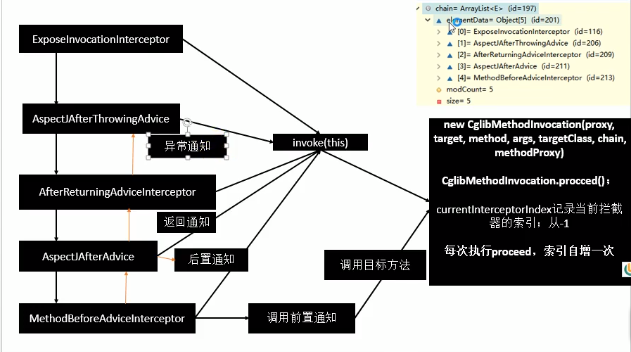 chain= ArrayList<E> (id=197)
elementData= Object[5] (id=201)
[0]= ExposeInvocationInterceptor (id=116)
[1]= AspectJAfterThrowingAdvice (id=206)
[2]= AfterReturningAdviceInterceptor (id=209)
[3]= AspectJAfterAdvice (id=211)
[4]= MethodBeforeAdviceInterceptor (id=213)
modCount= 5
size= 5
ExposeInvocationInterceptor
AspectJAfterThrowingAdvice
异常通知
invoke(this)
AfterReturningAdviceInterceptor
返回通知
AspectJAfterAdvice
后置通知
调用目标方法
MethodBeforeAdviceInterceptor
调用前置通知
new CglibMethodInvocation(proxy,
target, method, args, targetClass, chain,
methodProxy)
CglibMethodInvocation.procced();
currentInterceptorIndex记录当前拦截
器的索引；从-1
每次执行proceed，索引自增一次